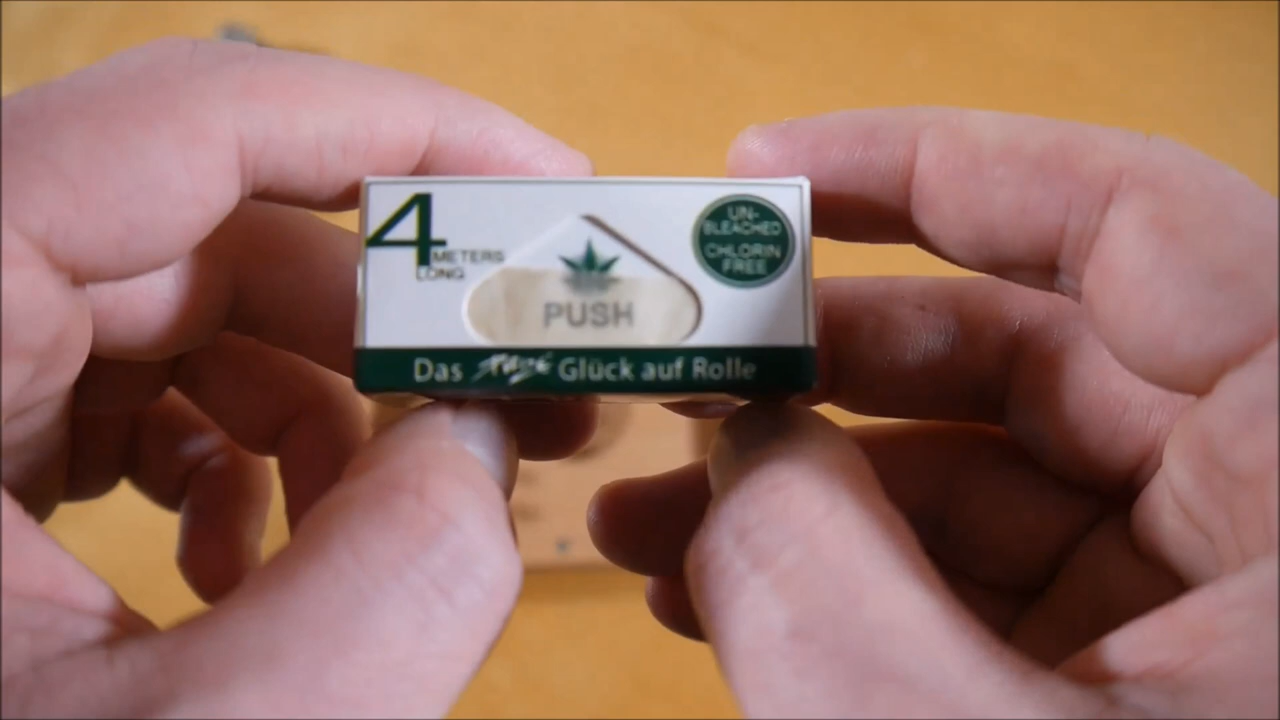 4
METERS
LONG
UN-
BLEACHED
CHLORIN
FREE
PUSH
Das Glück auf Rolle